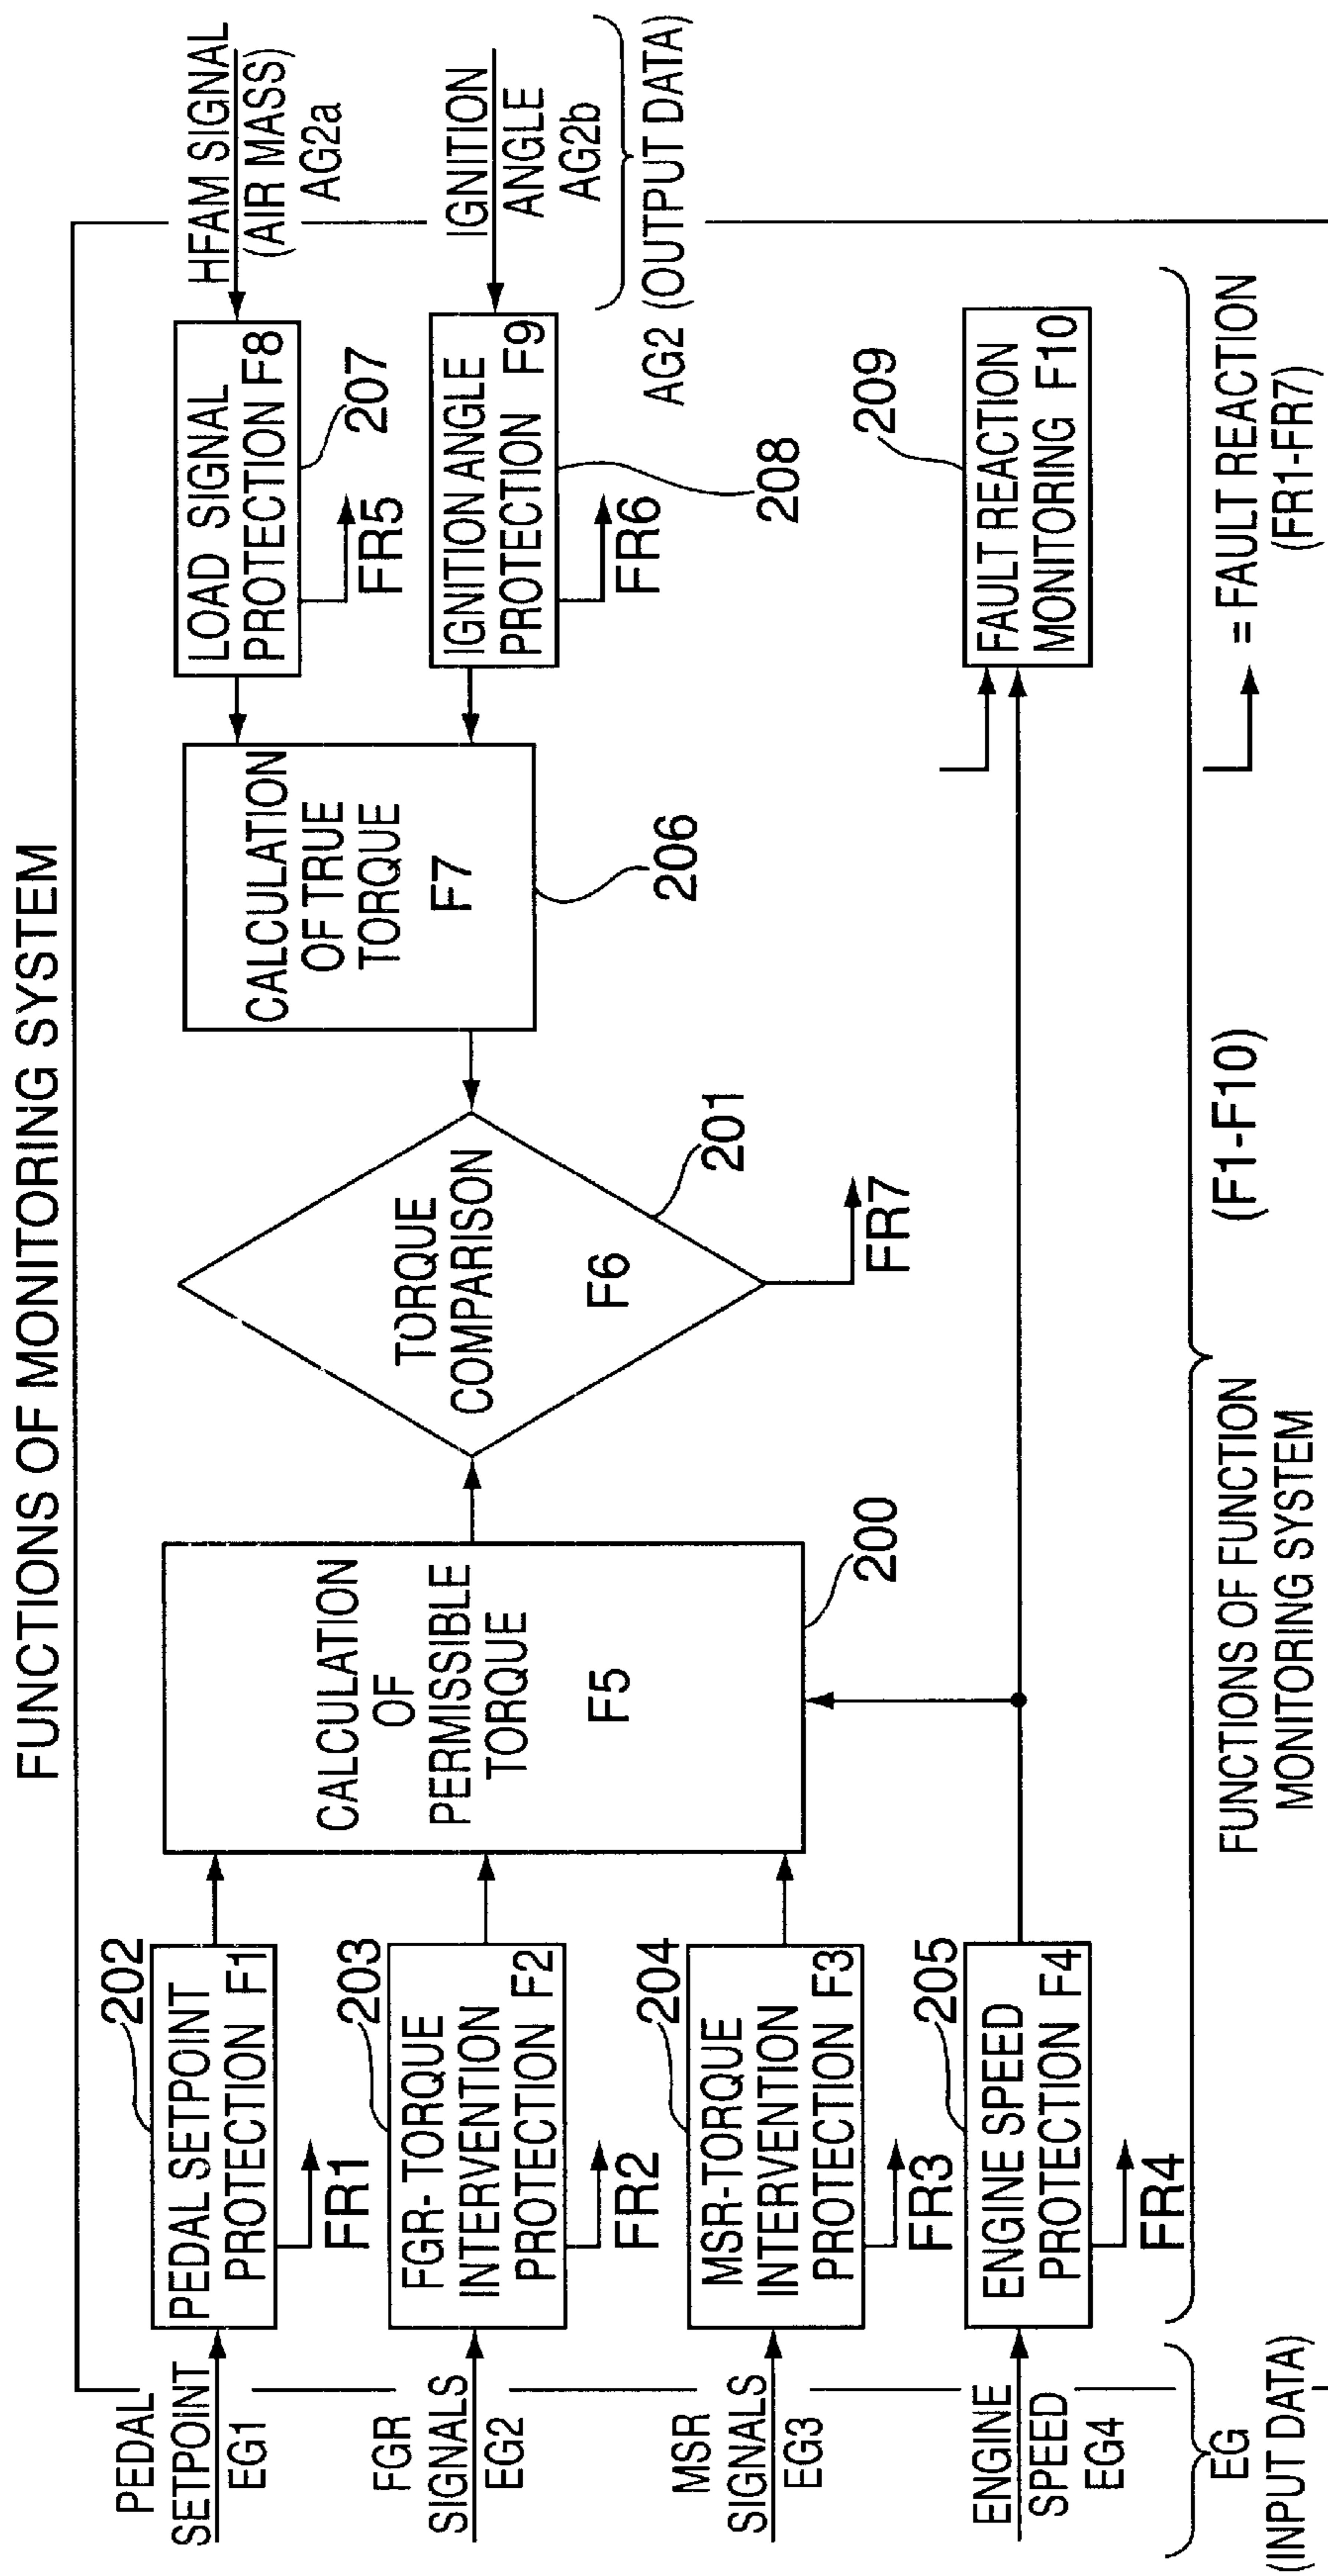 FUNCTIONS OF MONITORING SYSTEM
PEDAL
SETPOINT
EG1
202
PEDAL SETPOINT
PROTECTION F1
FR1
FGR
SIGNALS
EG2
203
FGR-TORQUE
INTERVENTION
PROTECTION F2
FR2
MSR
SIGNALS
EG3
204
MSR-TORQUE
INTERVENTION
PROTECTION F3
FR3
ENGINE
SPEED
EG4
205
ENGINE SPEED
PROTECTION F4
FR4
EG
(INPUT DATA)
CALCULATION
OF
PERMISSIBLE
TORQUE
F5
200
TORQUE
COMPARISON
F6
201
FR7
CALCULATION
OF TRUE
TORQUE
F7
206
LOAD SIGNAL
PROTECTION F8
207
FR5
IGNITION ANGLE
PROTECTION F9
208
FR6
HFAM SIGNAL
(AIR MASS)
AG2a
IGNITION
ANGLE
AG2b
AG2 (OUTPUT DATA)
209
FAULT REACTION
MONITORING F10
FUNCTIONS OF FUNCTION
MONITORING SYSTEM
(F1-F10)
= FAULT REACTION
(FR1-FR7)